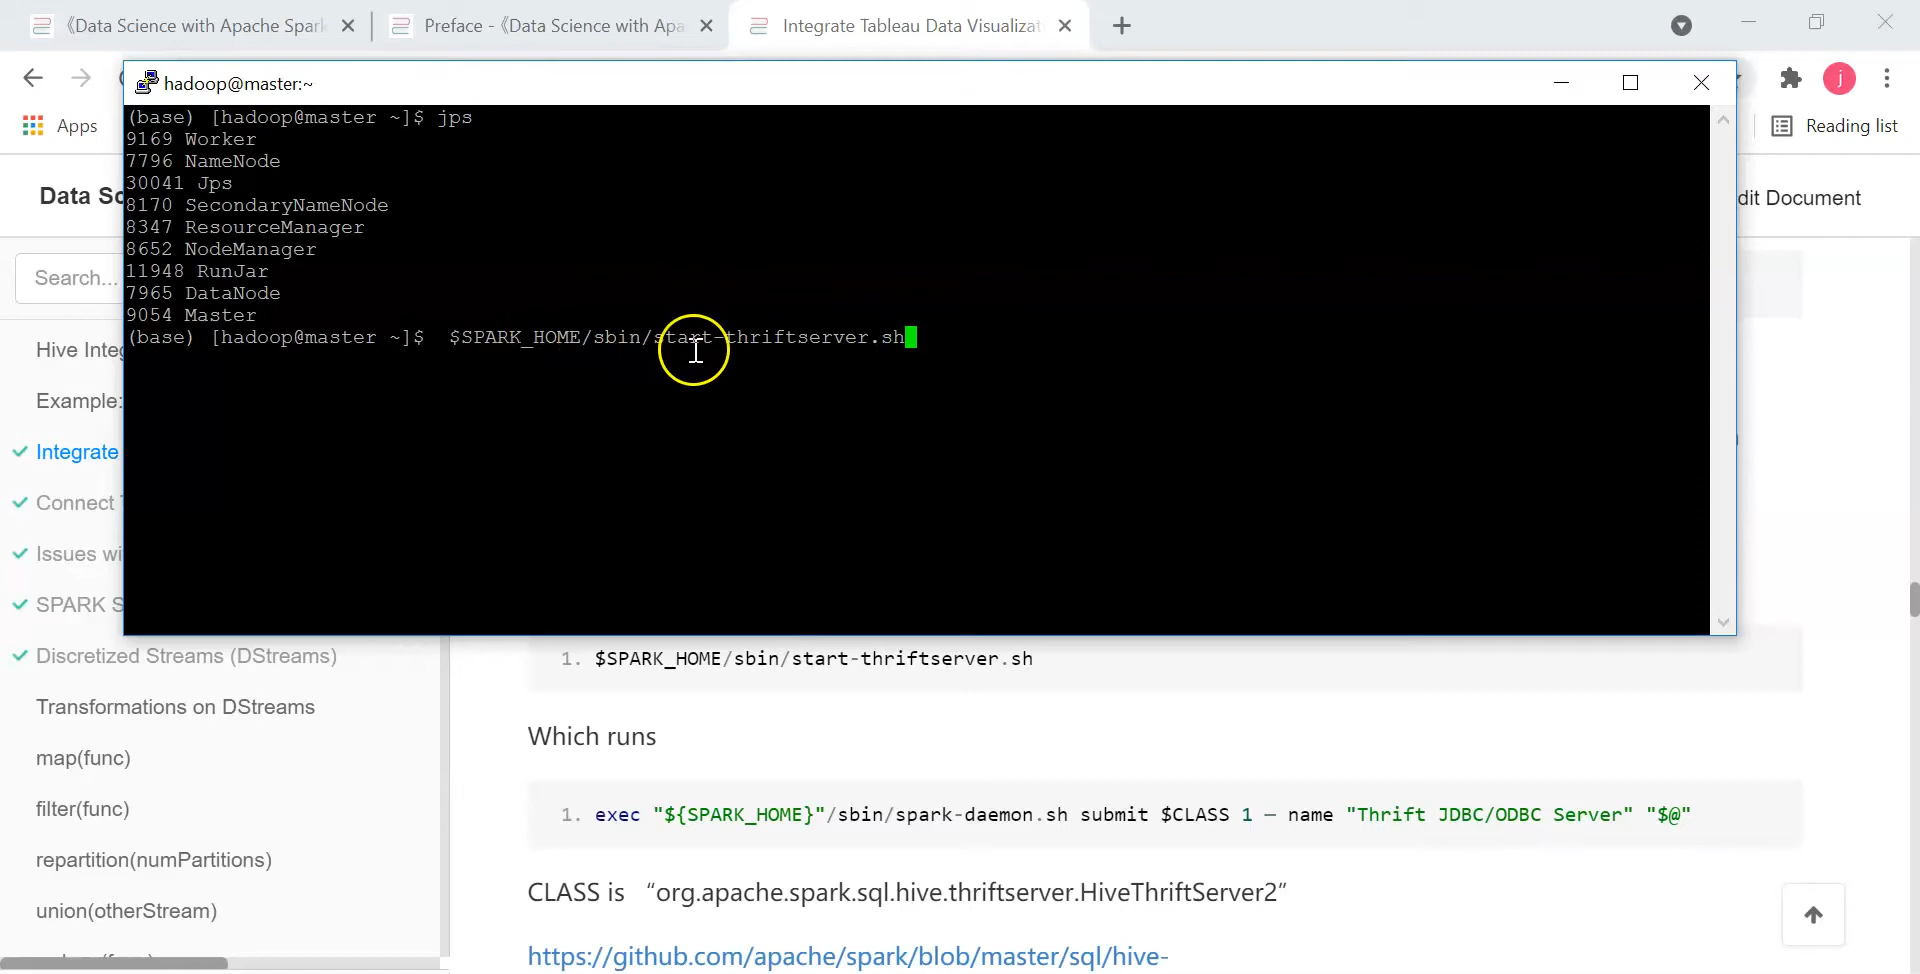 《Data Science with Apache Spark
Preface -《Data Science with Apa
Integrate Tableau Data Visualizat
hadoop@master:~
j
Apps
Reading list
(base) [hadoop@master ~]$ jps
9169 Worker
7796 NameNode
30041 Jps
8170 SecondaryNameNode
8347 ResourceManager
8652 NodeManager
11948 RunJar
7965 DataNode
9054 Master
(base) [hadoop@master ~]$  $SPARK_HOME/sbin/start-thriftserver.sh
Data Sc
dit Document
Search...
Hive Integ
Example:
Integrate
Connect
Issues wi
SPARK S
Discretized Streams (DStreams)
Transformations on DStreams
map(func)
filter(func)
repartition(numPartitions)
union(otherStream)
1. $SPARK_HOME/sbin/start-thriftserver.sh
Which runs
1. exec "${SPARK_HOME}"/sbin/spark-daemon.sh submit $CLASS 1 — name "Thrift JDBC/ODBC Server" "$@"
CLASS is “org.apache.spark.sql.hive.thriftserver.HiveThriftServer2”
https://github.com/apache/spark/blob/master/sql/hive-